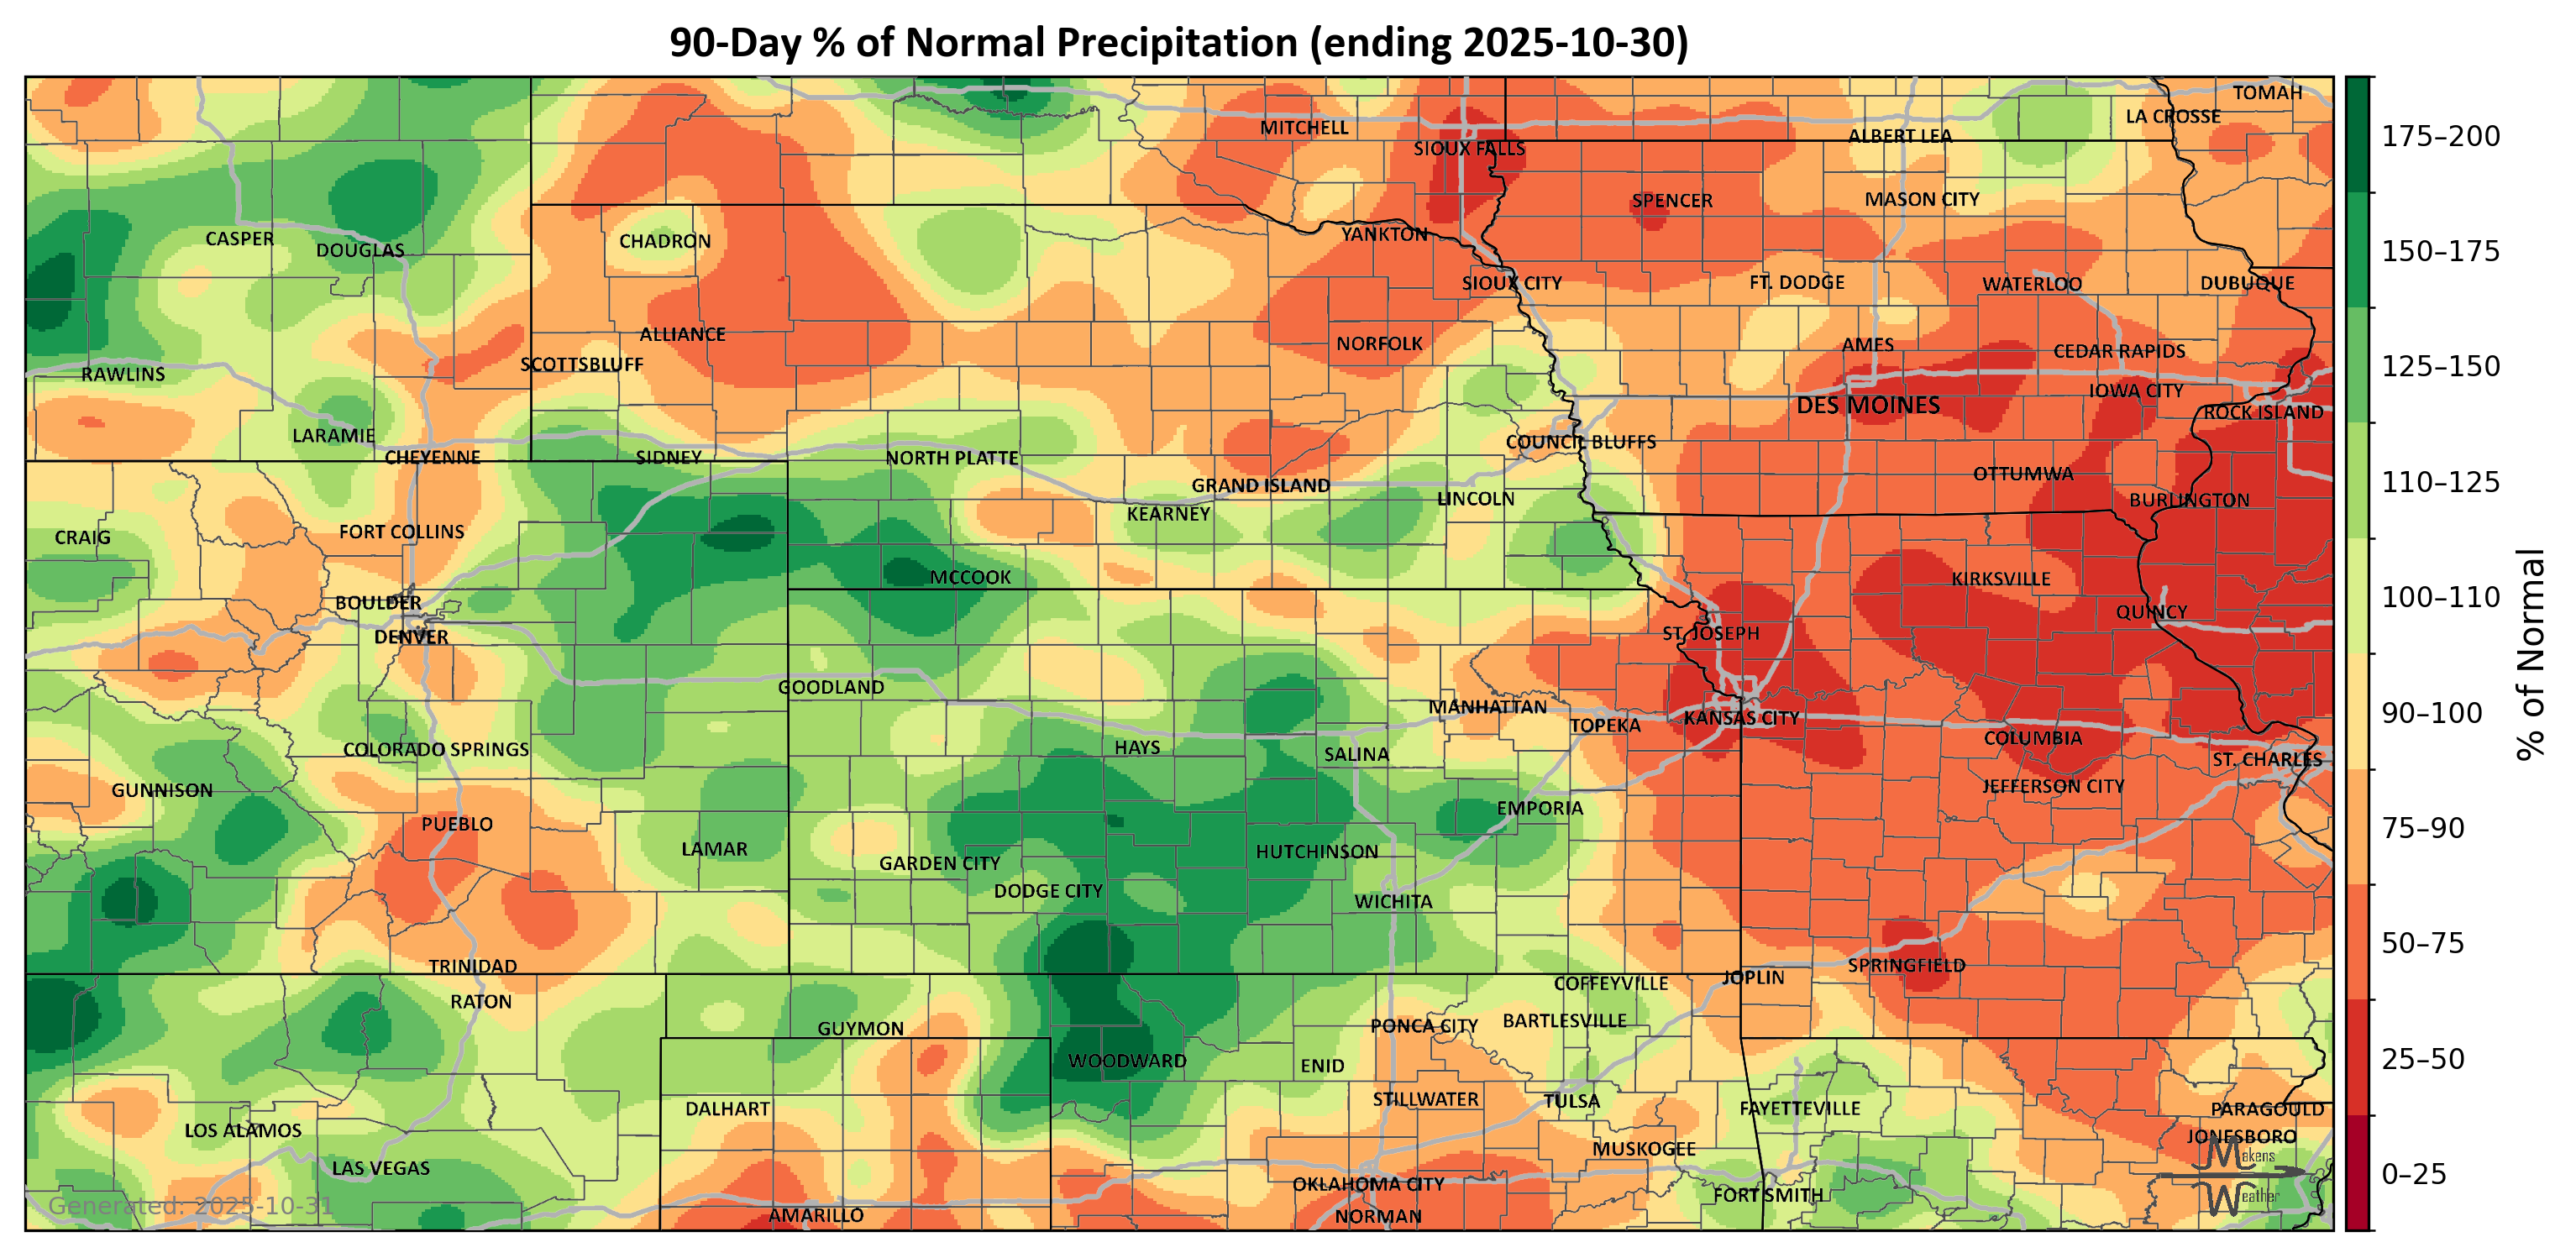 90-Day % of Normal Precipitation (ending 2025-10-30)
TOMAH
LA CROSSE
MITCHELL
ALBERT LEA
SIOUX FALLS
SPENCER
MASON CITY
CASPER
DOUGLAS
CHADRON
YANKTON
SIOUX CITY
FT. DODGE
WATERLOO
DUBUQUE
ALLIANCE
NORFOLK
AMES
CEDAR RAPIDS
SCOTTSBLUFF
RAWLINS
IOWA CITY
DES MOINES
ROCK ISLAND
LARAMIE
COUNCIL BLUFFS
CHEYENNE
SIDNEY
NORTH PLATTE
OTTUMWA
GRAND ISLAND
LINCOLN
BURLINGTON
KEARNEY
FORT COLLINS
CRAIG
MCCOOK
KIRKSVILLE
BOULDER
QUINCY
DENVER
ST. JOSEPH
GOODLAND
MANHATTAN
TOPEKA
KANSAS CITY
COLORADO SPRINGS
HAYS
SALINA
COLUMBIA
ST. CHARLES
GUNNISON
JEFFERSON CITY
EMPORIA
PUEBLO
LAMAR
GARDEN CITY
HUTCHINSON
DODGE CITY
WICHITA
TRINIDAD
SPRINGFIELD
JOPLIN
COFFEYVILLE
RATON
GUYMON
PONCA CITY
BARTLESVILLE
WOODWARD
ENID
DALHART
STILLWATER
TULSA
FAYETTEVILLE
PARAGOULD
LOS ALAMOS
JONESBORO
MUSKOGEE
LAS VEGAS
OKLAHOMA CITY
FORT SMITH
AMARILLO
NORMAN
Makens
Weather
Generated: 2025-10-31
175–200
150–175
125–150
110–125
100–110
90–100
75–90
50–75
25–50
0–25
% of Normal